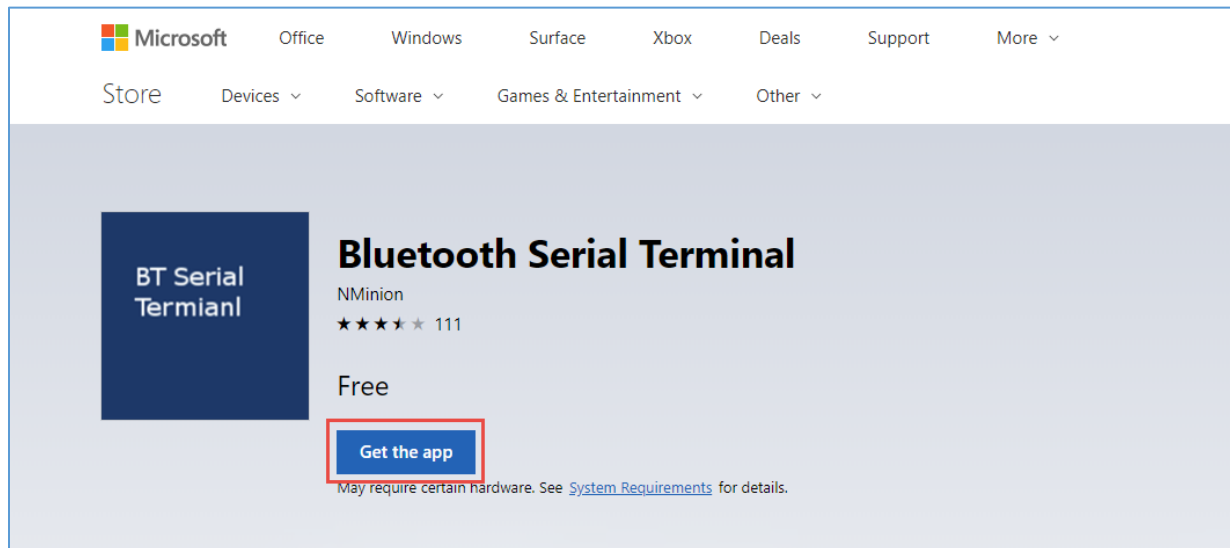 Microsoft Office Windows Surface Xbox Deals Support More
Store Devices Software Games & Entertainment Other
BT Serial
Termianl
Bluetooth Serial Terminal
NMinion
111
Free
Get the app
May require certain hardware. See System Requirements for details.